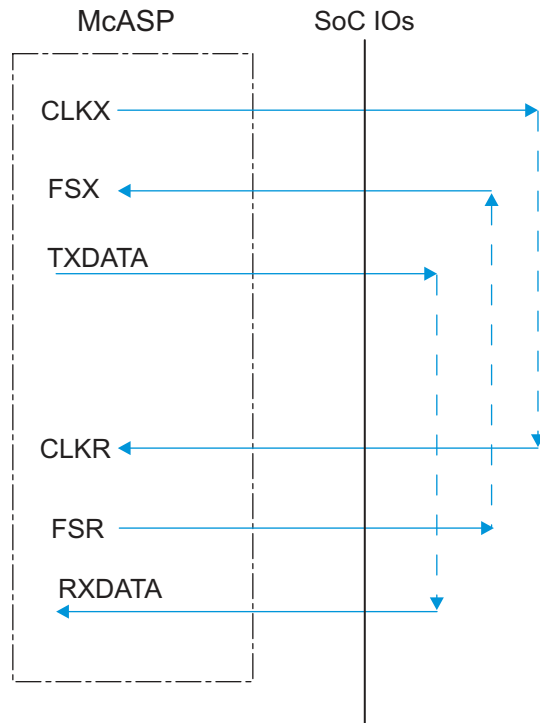 McASP
SoC IOs
CLKX
FSX
TXDATA
CLKR
FSR
RXDATA